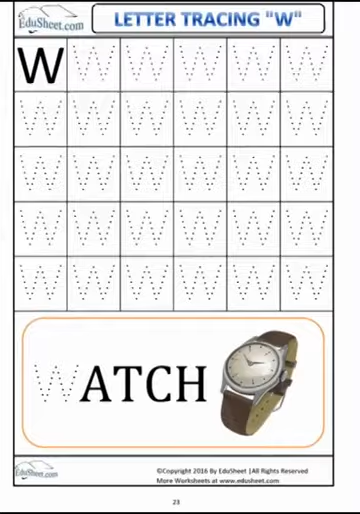 EduSheet.com
LETTER TRACING "W"
W W W W W W
W W W W W W
W W W W W W
W W W W W W
W W W W W W
WATCH
EduSheet.com
©Copyright 2016 By EduSheet |All Rights Reserved
More Worksheets at www.edusheet.com
23